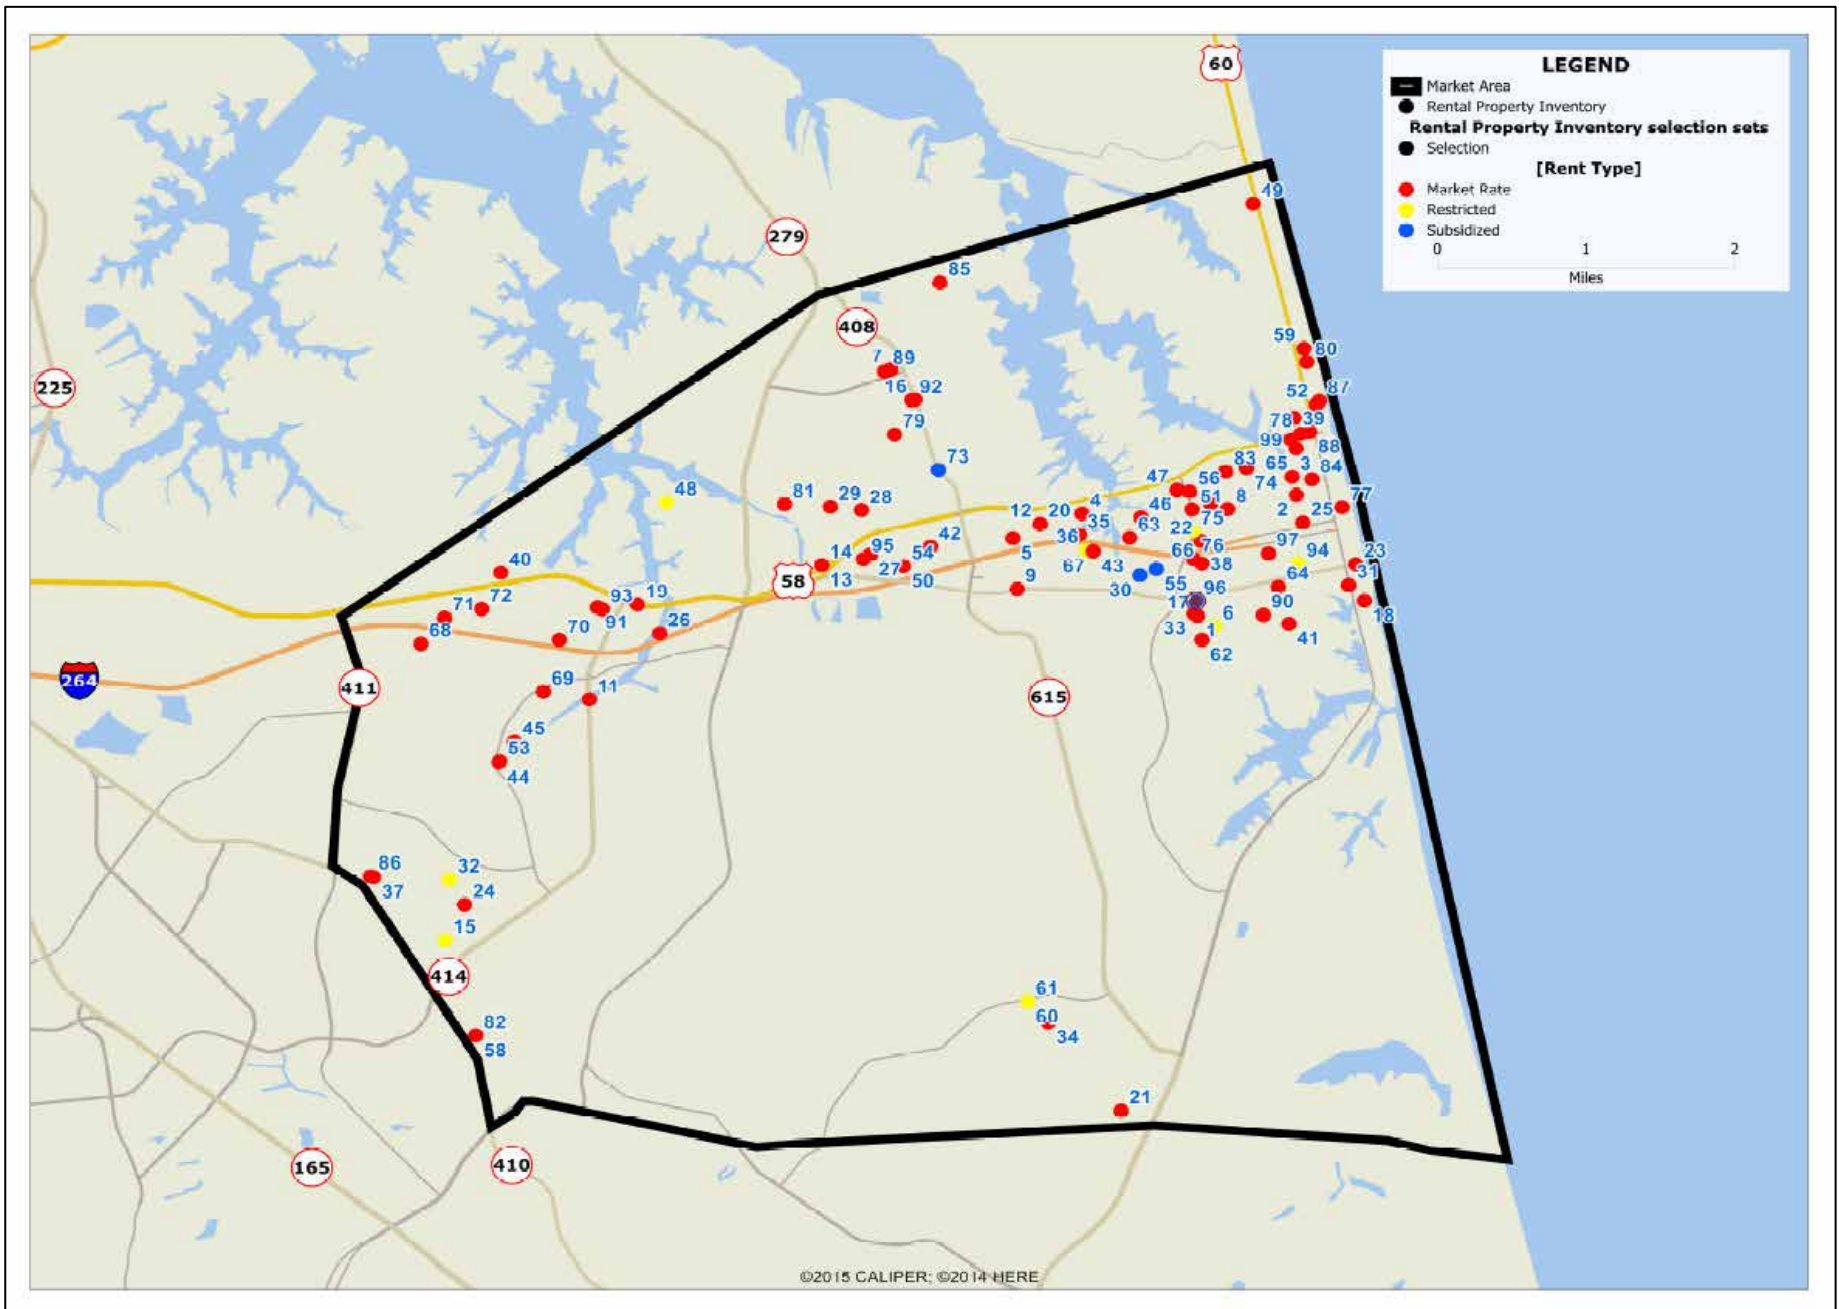 60
LEGEND
Market Area
Rental Property Inventory
Rental Property Inventory selection sets
Selection
[Rent Type]
Market Rate
Restricted
Subsidized
0 1 2
Miles
49
279
85
408
59
80
7 89
225
16 92
52 87
79
78 39
99 88
73
83 65 3 84
47 56 74
48
81 29 28
77
12 20 4 46 51 8 2 25
35 63 22 75
42
36
14 95 54
5 67 43 66 76 97 94 23
38
40
58 13 27 50
9 30 55 96 64 31
93 19
71 72
17 6 90 18
91 26
68 70
33 1 41
62
264
411
69 11
615
45
53
44
86 32
37 24
15
414
61
60
82
34
58
21
165 410
©2015 CALIPER; ©2014 HERE